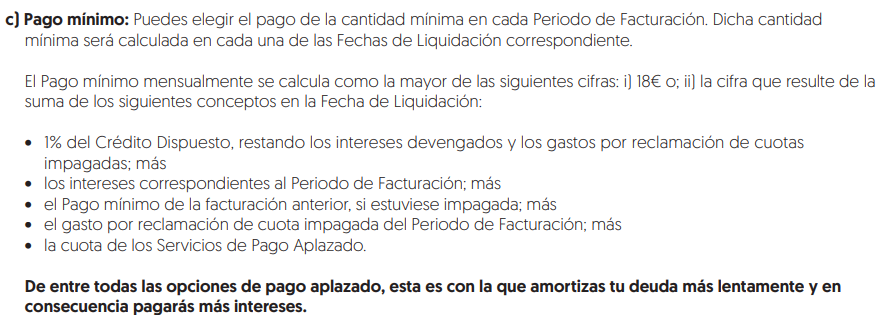 c) Pago mínimo: Puedes elegir el pago de la cantidad mínima en cada Periodo de Facturación. Dicha cantidad
mínima será calculada en cada una de las Fechas de Liquidación correspondiente.
El Pago mínimo mensualmente se calcula como la mayor de las siguientes cifras: i) 18€ o; ii) la cifra que resulte de la
suma de los siguientes conceptos en la Fecha de Liquidación:
• 1% del Crédito Dispuesto, restando los intereses devengados y los gastos por reclamación de cuotas
impagadas; más
• los intereses correspondientes al Periodo de Facturación; más
• el Pago mínimo de la facturación anterior, si estuviese impagada; más
• el gasto por reclamación de cuota impagada del Periodo de Facturación; más
• la cuota de los Servicios de Pago Aplazado.
De entre todas las opciones de pago aplazado, esta es con la que amortizas tu deuda más lentamente y en
consecuencia pagarás más intereses.